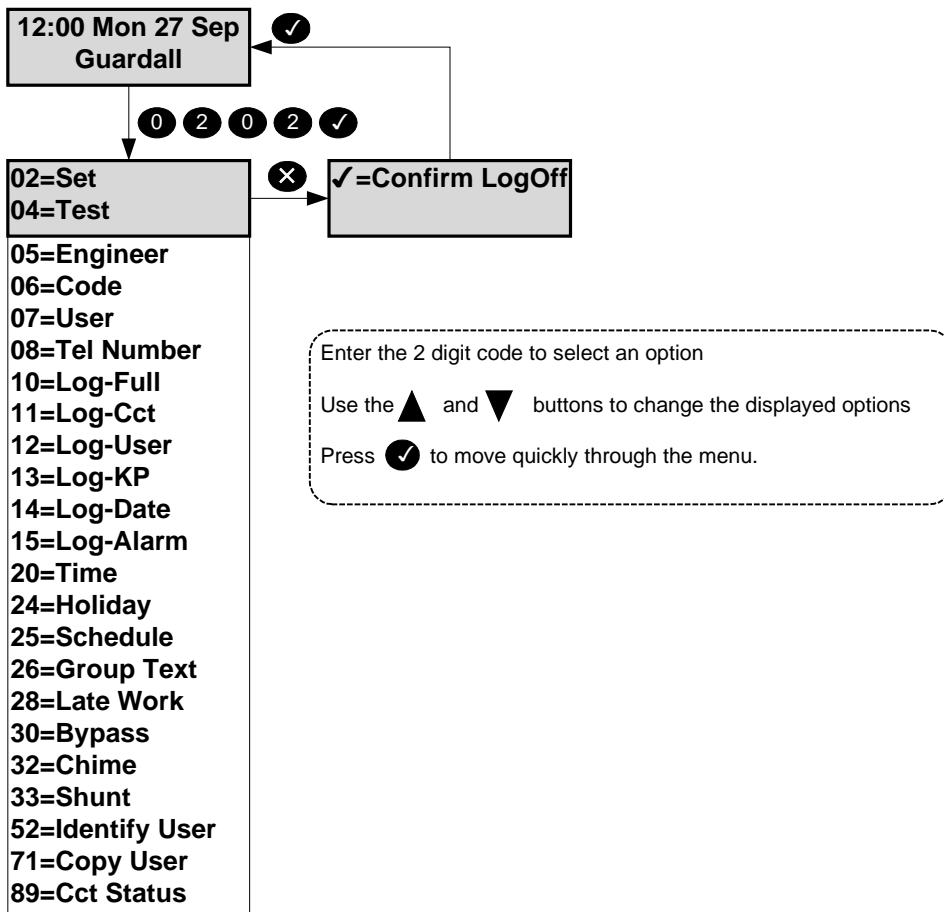 12:00 Mon 27 Sep
Guardall
✓
0 2 0 2 ✓
02=Set
04=Test
✕
✓=Confirm LogOff
05=Engineer
06=Code
07=User
08=Tel Number
10=Log-Full
11=Log-Cct
12=Log-User
13=Log-KP
14=Log-Date
15=Log-Alarm
20=Time
24=Holiday
25=Schedule
26=Group Text
28=Late Work
30=Bypass
32=Chime
33=Shunt
52=Identify User
71=Copy User
89=Cct Status
Enter the 2 digit code to select an option
Use the ▲ and ▼ buttons to change the displayed options
Press ✓ to move quickly through the menu.